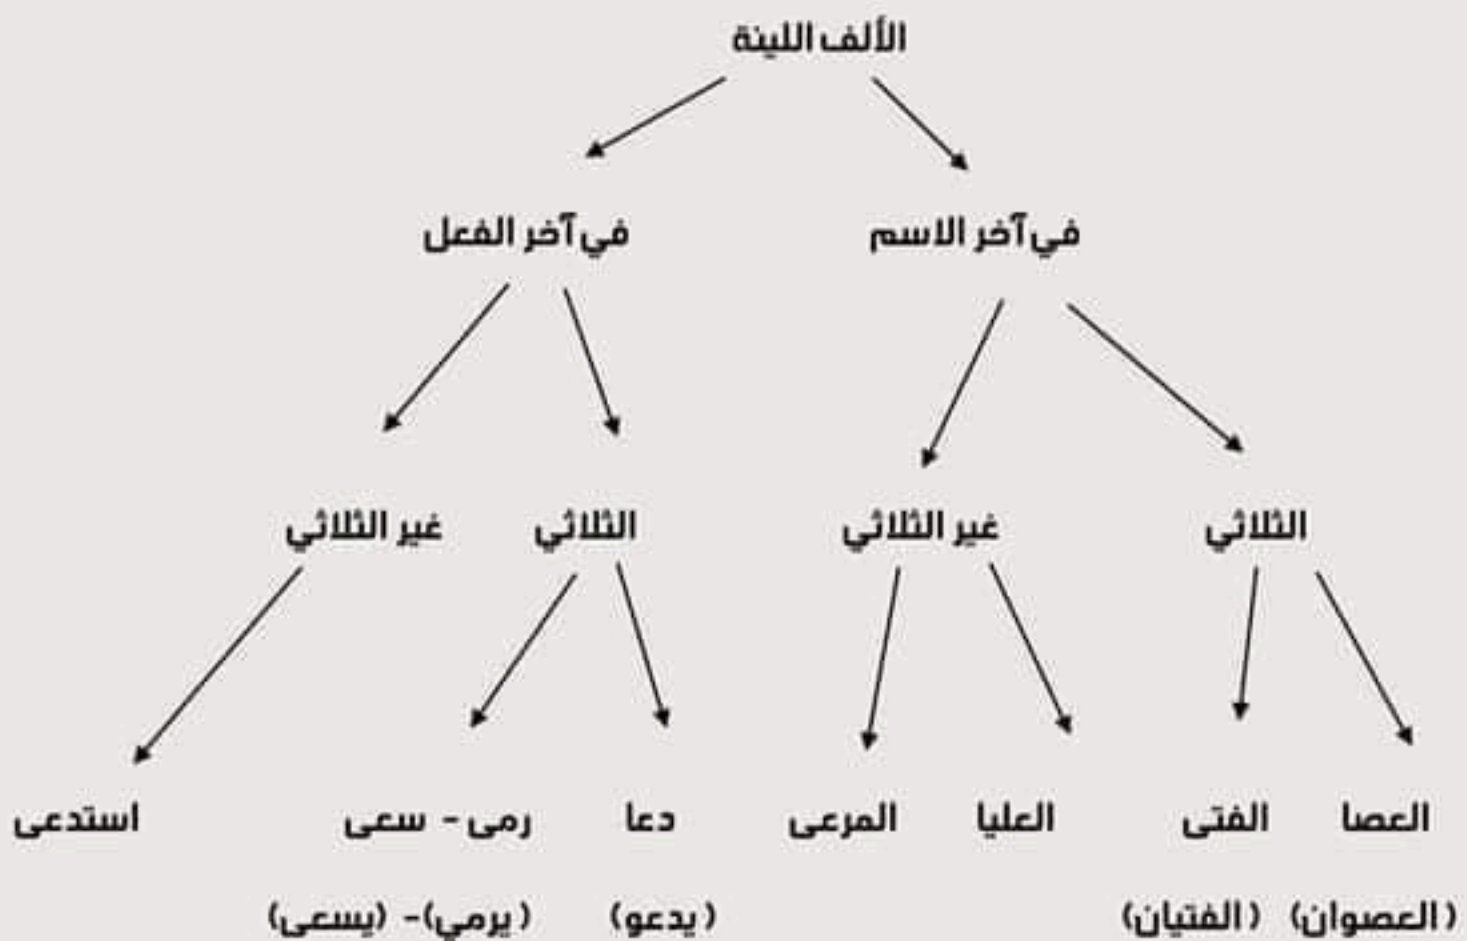 الألف اللينة
في آخر الاسم في آخر الفعل
الثلاثي غير الثلاثي الثلاثي غير الثلاثي
العصا الفتى العليا المرعى دعا رمى - سعى استدعى
(العصوان) (الفتيان) (يدعو) (يرمي) - (يسعى)